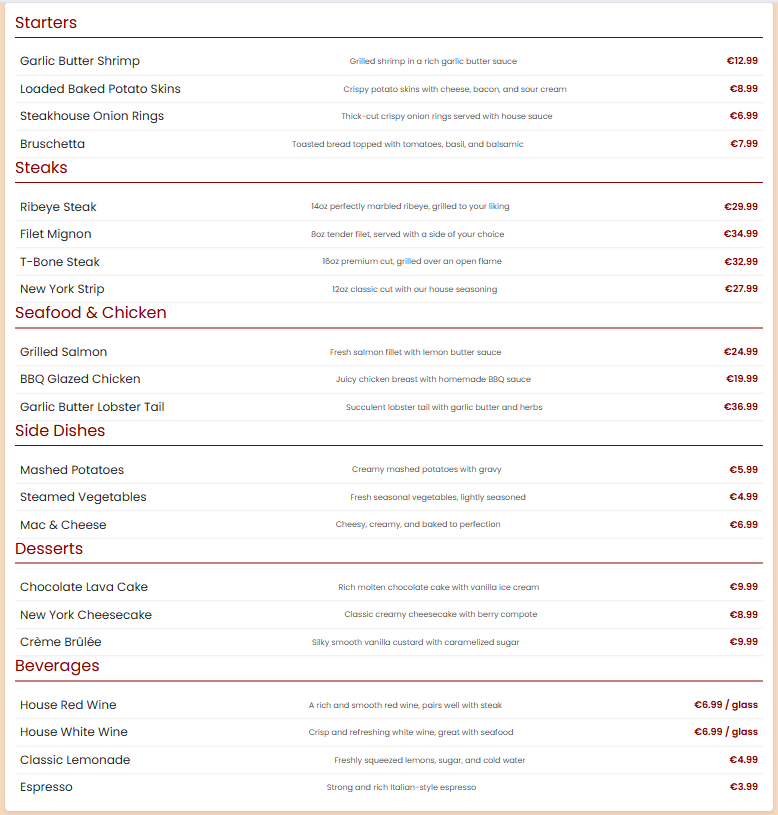 Starters
Garlic Butter Shrimp Grilled shrimp in a rich garlic butter sauce €12.99
Loaded Baked Potato Skins Crispy potato skins with cheese, bacon, and sour cream €8.99
Steakhouse Onion Rings Thick-cut crispy onion rings served with house sauce €6.99
Bruschetta Toasted bread topped with tomatoes, basil, and balsamic €7.99
Steaks
Ribeye Steak 14oz perfectly marbled ribeye, grilled to your liking €29.99
Filet Mignon 8oz tender filet, served with a side of your choice €34.99
T-Bone Steak 16oz premium cut, grilled over an open flame €32.99
New York Strip 12oz classic cut with our house seasoning €27.99
Seafood & Chicken
Grilled Salmon Fresh salmon fillet with lemon butter sauce €24.99
BBQ Glazed Chicken Juicy chicken breast with homemade BBQ sauce €19.99
Garlic Butter Lobster Tail Succulent lobster tail with garlic butter and herbs €36.99
Side Dishes
Mashed Potatoes Creamy mashed potatoes with gravy €5.99
Steamed Vegetables Fresh seasonal vegetables, lightly seasoned €4.99
Mac & Cheese Cheesy, creamy, and baked to perfection €6.99
Desserts
Chocolate Lava Cake Rich molten chocolate cake with vanilla ice cream €9.99
New York Cheesecake Classic creamy cheesecake with berry compote €8.99
Crème Brûlée Silky smooth vanilla custard with caramelized sugar €9.99
Beverages
House Red Wine A rich and smooth red wine, pairs well with steak €6.99 / glass
House White Wine Crisp and refreshing white wine, great with seafood €6.99 / glass
Classic Lemonade Freshly squeezed lemons, sugar, and cold water €4.99
Espresso Strong and rich Italian-style espresso €3.99